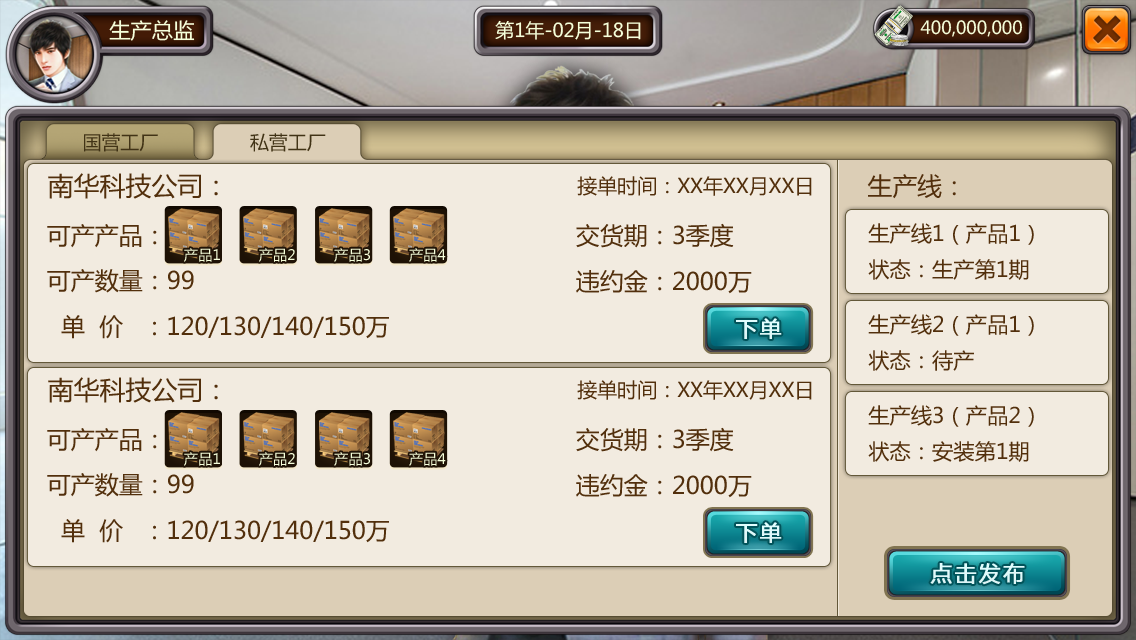 生产总监
第1年-02月-18日
400,000,000
国营工厂
私营工厂
南华科技公司：
接单时间：XX年XX月XX日
可产产品：
产品1
产品2
产品3
产品4
交货期：3季度
可产数量：99
违约金：2000万
单 价 ：120/130/140/150万
下单
南华科技公司：
接单时间：XX年XX月XX日
可产产品：
产品1
产品2
产品3
产品4
交货期：3季度
可产数量：99
违约金：2000万
单 价 ：120/130/140/150万
下单
生产线：
生产线1（产品1）
状态：生产第1期
生产线2（产品1）
状态：待产
生产线3（产品2）
状态：安装第1期
点击发布